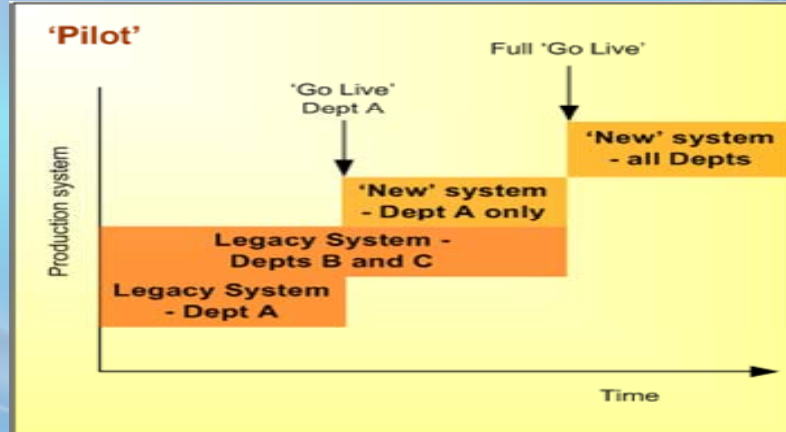 ‘Pilot’
Full ‘Go Live’
‘Go Live’
Dept A
‘New’ system
- all Depts
‘New’ system
- Dept A only
Legacy System -
Depts B and C
Legacy System
- Dept A
Production system
Time